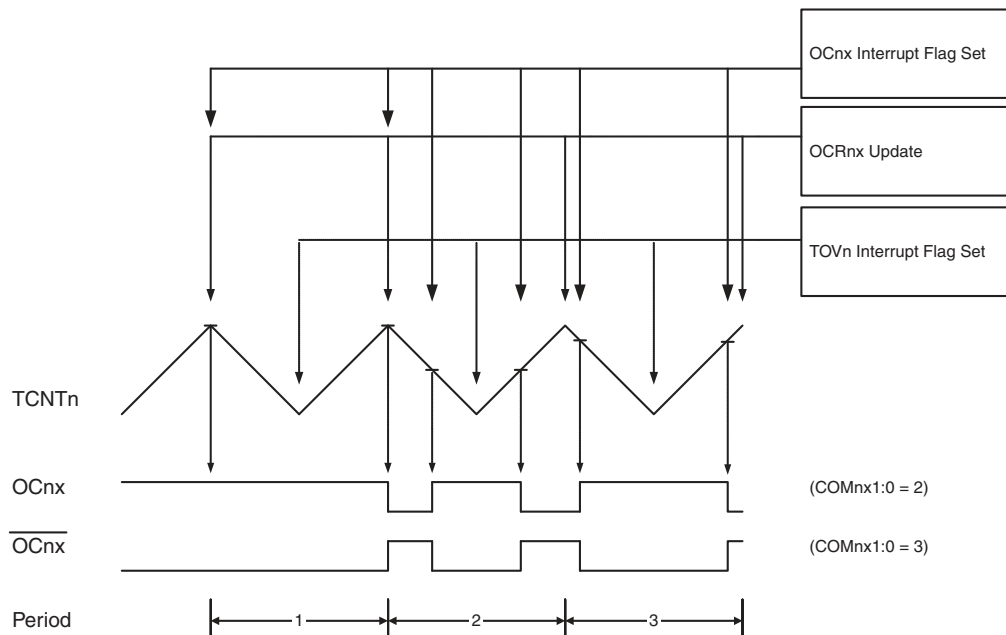 OCnx Interrupt Flag Set
OCRnx Update
TOVn Interrupt Flag Set
TCNTn
OCnx
(COMnx1:0 = 2)
OCnx
(COMnx1:0 = 3)
Period
1
2
3